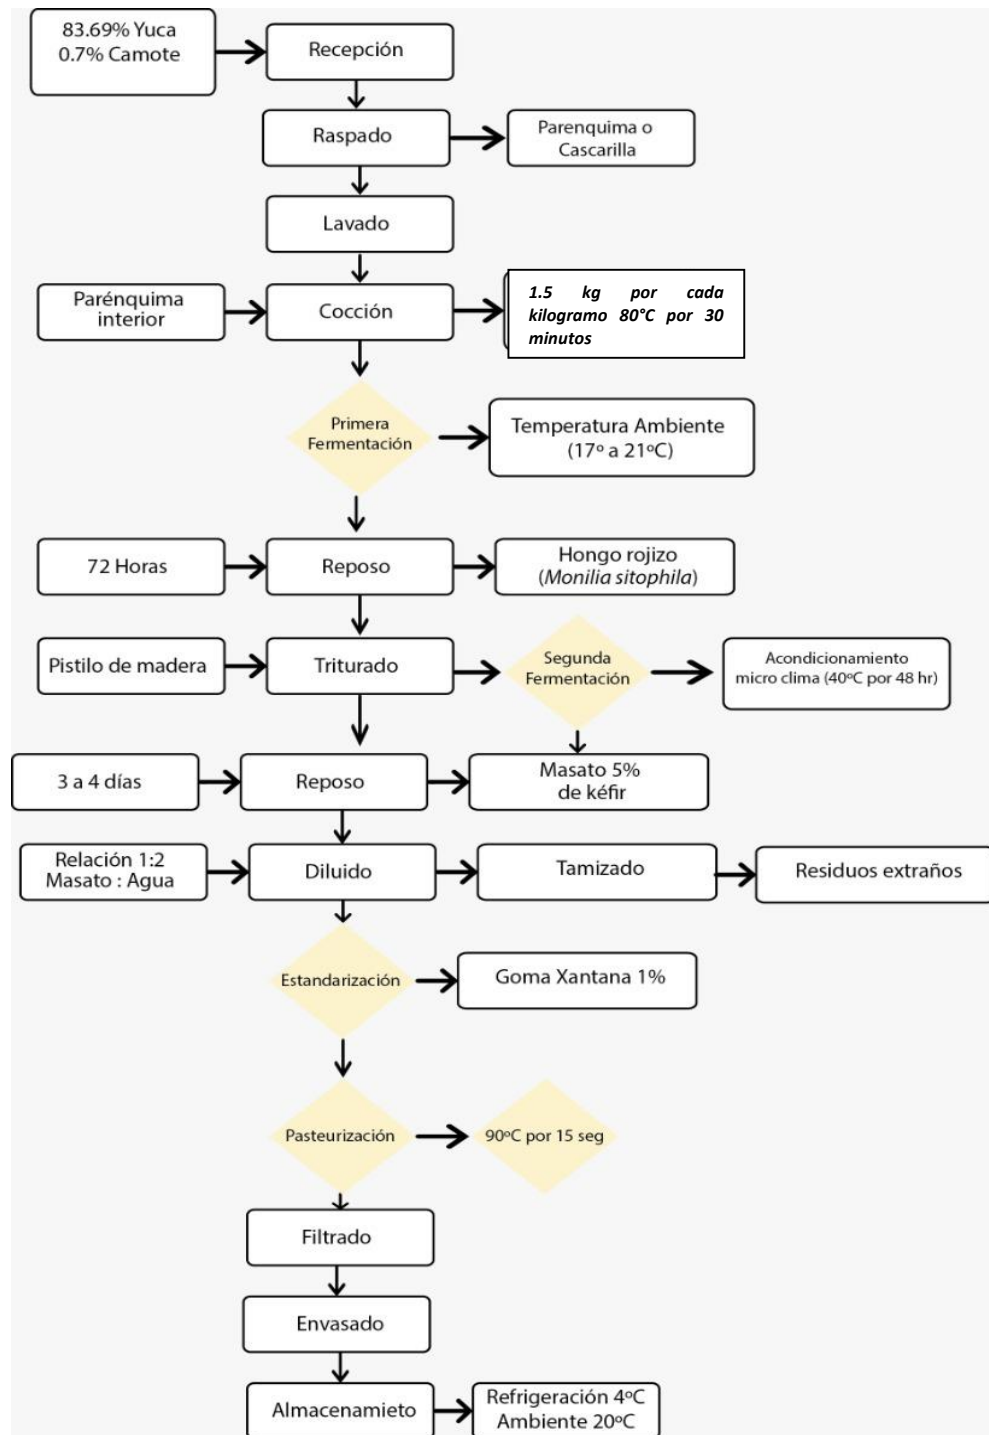 83.69% Yuca
0.7% Camote
Recepción
Raspado
Parenquima o
Cascarilla
Lavado
Parénquima
interior
Cocción
1.5 kg por cada
kilogramo 80°C por 30
minutos
Primera
Fermentación
Temperatura Ambiente
(17º a 21ºC)
72 Horas
Reposo
Hongo rojizo
(Monilia sitophila)
Pistilo de madera
Triturado
Segunda
Fermentación
Acondicionamiento
micro clima (40ºC por 48 hr)
3 a 4 días
Reposo
Masato 5%
de kéfir
Relación 1:2
Masato : Agua
Diluido
Tamizado
Residuos extraños
Estandarización
Goma Xantana 1%
Pasteurización
90ºC por 15 seg
Filtrado
Envasado
Almacenamieto
Refrigeración 4ºC
Ambiente 20ºC